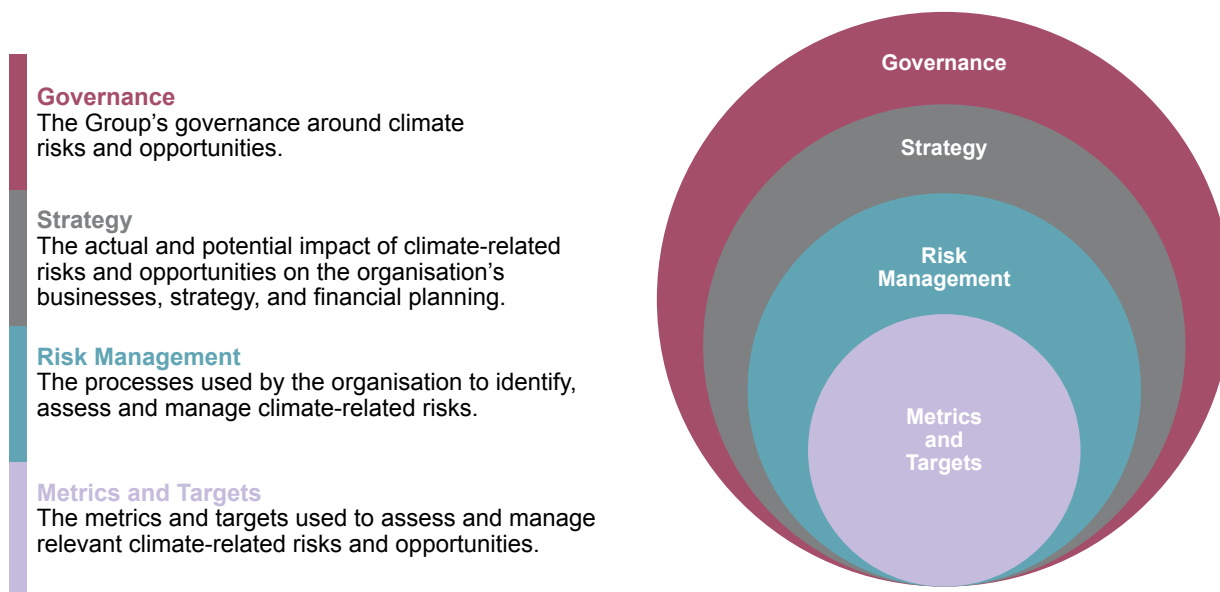 Governance
The Group’s governance around climate
risks and opportunities.
Strategy
The actual and potential impact of climate-related
risks and opportunities on the organisation’s
businesses, strategy, and financial planning.
Risk Management
The processes used by the organisation to identify,
assess and manage climate-related risks.
Metrics and Targets
The metrics and targets used to assess and manage
relevant climate-related risks and opportunities.
Governance
Strategy
Risk
Management
Metrics
and
Targets